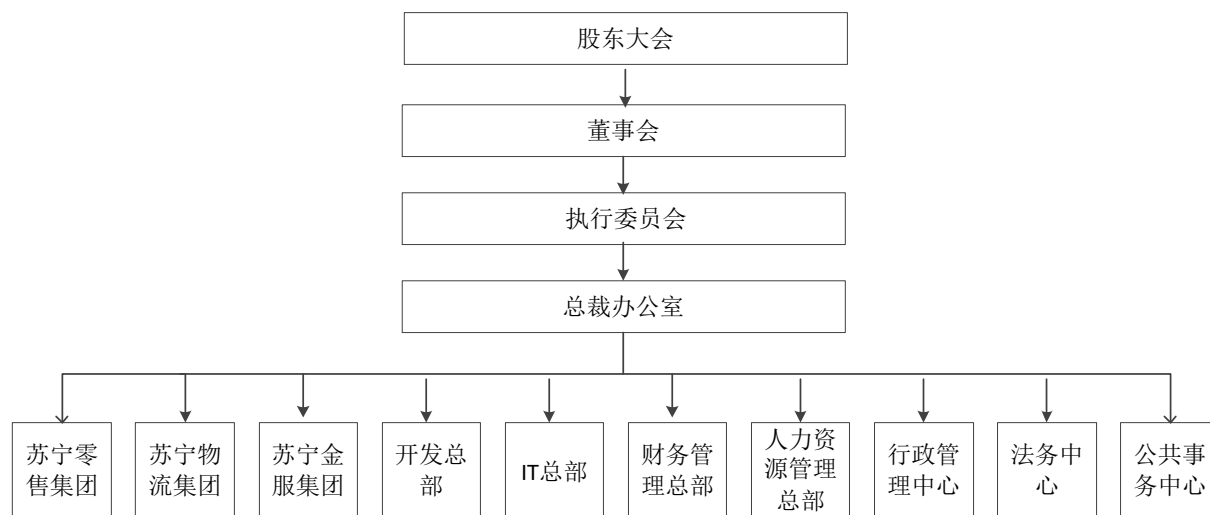 股东大会
董事会
执行委员会
总裁办公室
苏宁零
售集团
苏宁物
流集团
苏宁金
服集团
开发总
部
IT总部
财务管
理总部
人力资
源管理
总部
行政管
理中心
法务中
心
公共事
务中心